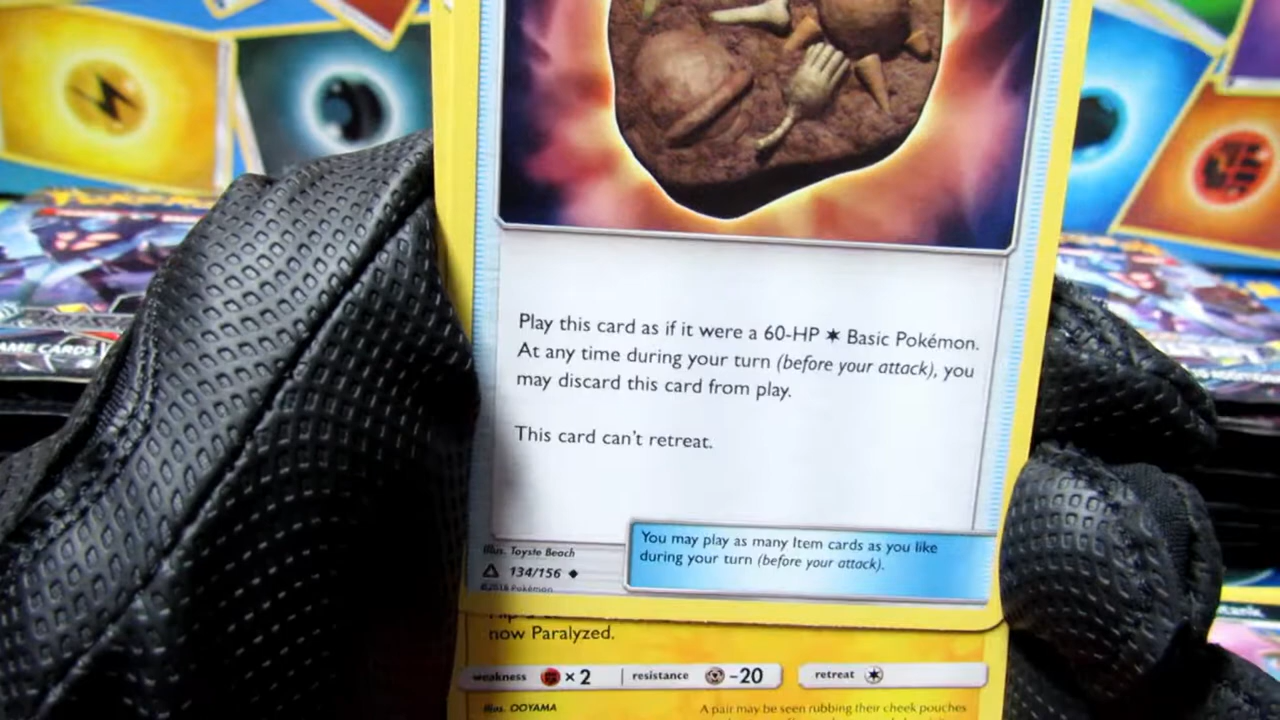 Play this card as if it were a 60-HP Basic Pokémon.
At any time during your turn (before your attack), you
may discard this card from play.
This card can't retreat.
You may play as many Item cards as you like
during your turn (before your attack).
Illus. Toyste Beach
134/156
©2018 Pokémon
now Paralyzed.
weakness ×2 resistance -20 retreat
Illus. OOYAMA
A pair may be seen rubbing their cheek pouches
AME CARDS